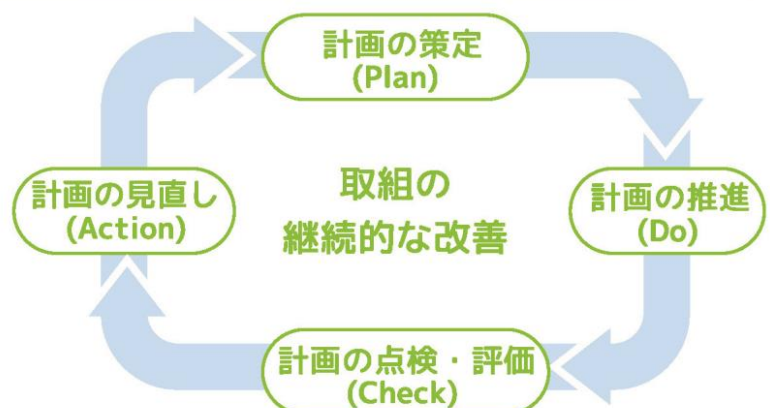 計画の策定
(Plan)
計画の見直し
(Action)
取組の
継続的な改善
計画の推進
(Do)
計画の点検・評価
(Check)